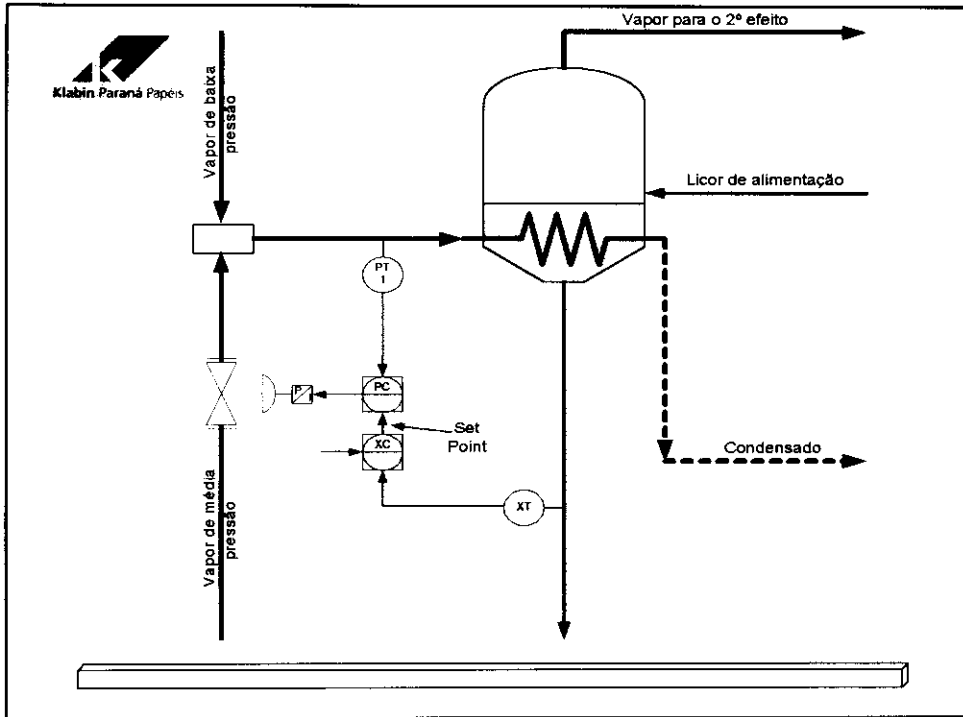 Vapor para o 2º efeito
Klabin Paraná Papéis
Vapor de baixa
pressão
Licor de alimentação
PT
1
P
PC
Set
Point
XC
Condensado
XT
Vapor de média
pressão